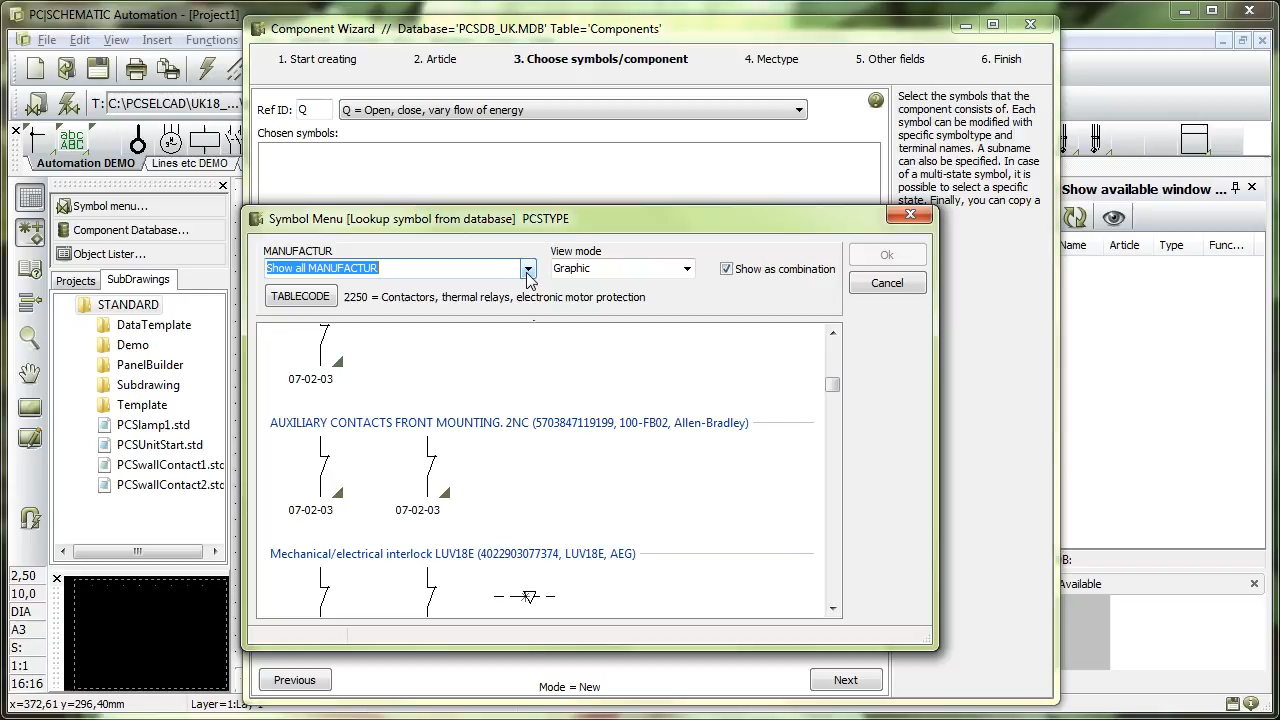 PC|SCHEMATIC Automation - [Project1]
File Edit View Insert Functions
T: C:\PCSELCAD\UK18_...
Automation DEMO Lines etc DEMO
Symbol menu...
Component Database...
Object Lister...
Projects SubDrawings
STANDARD
DataTemplate
Demo
PanelBuilder
Subdrawing
Template
PCSlamp1.std
PCSUnitStart.std
PCSwallContact1.std
PCSwallContact2.std
2,50
10,0
DIA
A3
S:
1:1
16:16
x=372,61 y=296,40mm Layer=1:La
Component Wizard // Database='PCSDB_UK.MDB' Table='Components'
1. Start creating 2. Article 3. Choose symbols/component 4. Mectype 5. Other fields 6. Finish
Ref ID: Q Q = Open, close, vary flow of energy
Chosen symbols:
Select the symbols that the
component consists of. Each
symbol can be modified with
specific symboltype and
terminal names. A subname
can also be specified. In case
of a multi-state symbol, it is
possible to select a specific
state. Finally, you can copy a
Symbol Menu [Lookup symbol from database] PCSTYPE
MANUFACTUR View mode
Show all MANUFACTUR Graphic Show as combination
Ok
Cancel
TABLECODE 2250 = Contactors, thermal relays, electronic motor protection
07-02-03
AUXILIARY CONTACTS FRONT MOUNTING. 2NC (5703847119199, 100-FB02, Allen-Bradley)
07-02-03 07-02-03
Mechanical/electrical interlock LUV18E (4022903077374, LUV18E, AEG)
Previous Mode = New Next
Show available window ...
Name Article Type Func...
B:
Available